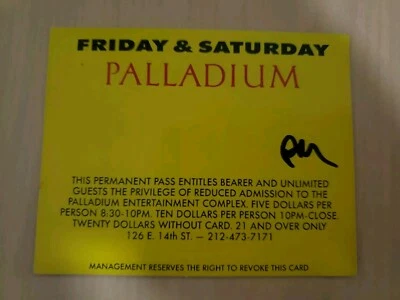 FRIDAY & SATURDAY
PALLADIUM
THIS PERMANENT PASS ENTITLES BEARER AND UNLIMITED
GUESTS THE PRIVILEGE OF REDUCED ADMISSION TO THE
PALLADIUM ENTERTAINMENT COMPLEX. FIVE DOLLARS PER
PERSON 8:30-10PM. TEN DOLLARS PER PERSON 10PM-CLOSE.
TWENTY DOLLARS WITHOUT CARD. 21 AND OVER ONLY
126 E. 14th ST. — 212-473-7171
MANAGEMENT RESERVES THE RIGHT TO REVOKE THIS CARD